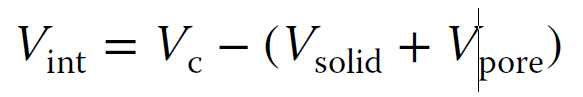 V_int = V_c − (V_solid + V_pore)